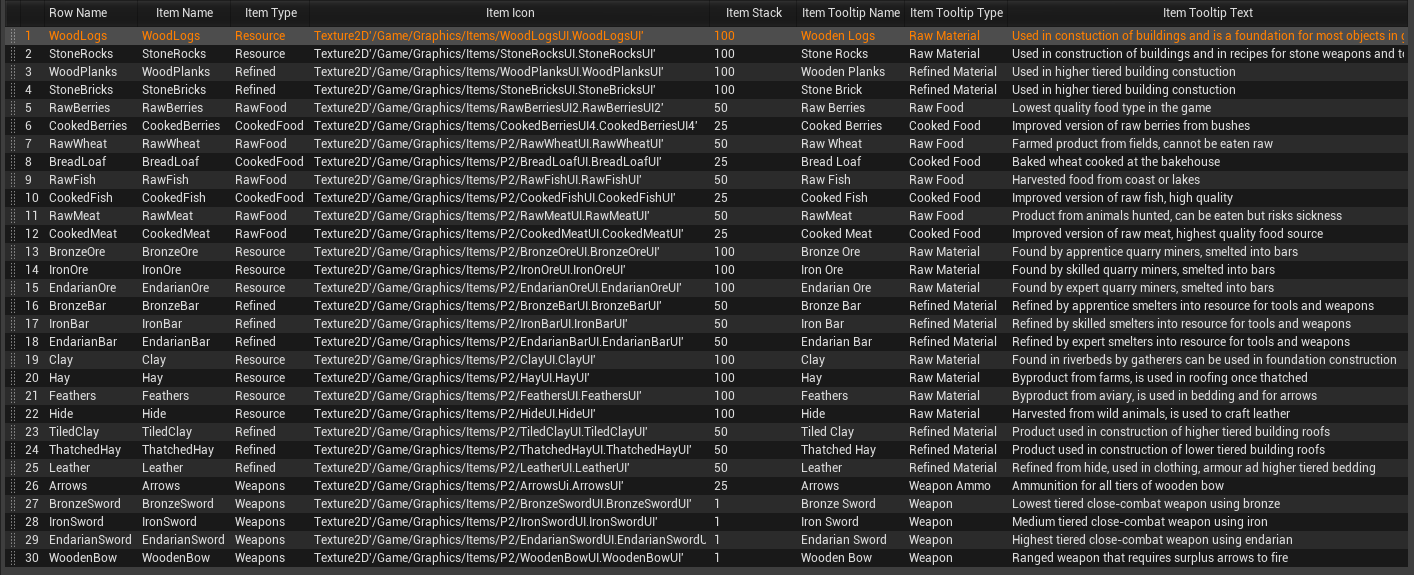 Row Name Item Name Item Type Item Icon Item Stack Item Tooltip Name Item Tooltip Type Item Tooltip Text
1 WoodLogs WoodLogs Resource Texture2D'/Game/Graphics/Items/WoodLogsUI.WoodLogsUI' 100 Wooden Logs Raw Material Used in constuction of buildings and is a foundation for most objects in
2 StoneRocks StoneRocks Resource Texture2D'/Game/Graphics/Items/StoneRocksUI.StoneRocksUI' 100 Stone Rocks Raw Material Used in construction of buildings and in recipes for stone weapons and
3 WoodPlanks WoodPlanks Refined Texture2D'/Game/Graphics/Items/WoodPlanksUI.WoodPlanksUI' 100 Wooden Planks Refined Material Used in higher tiered building constuction
4 StoneBricks StoneBricks Refined Texture2D'/Game/Graphics/Items/StoneBricksUI.StoneBricksUI' 100 Stone Brick Refined Material Used in higher tiered building constuction
5 RawBerries RawBerries RawFood Texture2D'/Game/Graphics/Items/RawBerriesUI2.RawBerriesUI2' 50 Raw Berries Raw Food Lowest quality food type in the game
6 CookedBerries CookedBerries CookedFood Texture2D'/Game/Graphics/Items/CookedBerriesUI4.CookedBerriesUI4' 25 Cooked Berries Cooked Food Improved version of raw berries from bushes
7 RawWheat RawWheat RawFood Texture2D'/Game/Graphics/Items/P2/RawWheatUI.RawWheatUI' 50 Raw Wheat Raw Food Farmed product from fields, cannot be eaten raw
8 BreadLoaf BreadLoaf CookedFood Texture2D'/Game/Graphics/Items/P2/BreadLoafUI.BreadLoafUI' 25 Bread Loaf Cooked Food Baked wheat cooked at the bakehouse
9 RawFish RawFish RawFood Texture2D'/Game/Graphics/Items/P2/RawFishUI.RawFishUI' 50 Raw Fish Raw Food Harvested food from coast or lakes
10 CookedFish CookedFish CookedFood Texture2D'/Game/Graphics/Items/P2/CookedFishUI.CookedFishUI' 25 Cooked Fish Cooked Food Improved version of raw fish, high quality
11 RawMeat RawMeat RawFood Texture2D'/Game/Graphics/Items/P2/RawMeatUI.RawMeatUI' 50 RawMeat Raw Food Product from animals hunted, can be eaten but risks sickness
12 CookedMeat CookedMeat RawFood Texture2D'/Game/Graphics/Items/P2/CookedMeatUI.CookedMeatUI' 25 Cooked Meat Cooked Food Improved version of raw meat, highest quality food source
13 BronzeOre BronzeOre Resource Texture2D'/Game/Graphics/Items/P2/BronzeOreUI.BronzeOreUI' 100 Bronze Ore Raw Material Found by apprentice quarry miners, smelted into bars
14 IronOre IronOre Resource Texture2D'/Game/Graphics/Items/P2/IronOreUI.IronOreUI' 100 Iron Ore Raw Material Found by skilled quarry miners, smelted into bars
15 EndarianOre EndarianOre Resource Texture2D'/Game/Graphics/Items/P2/EndarianOreUI.EndarianOreUI' 100 Endarian Ore Raw Material Found by expert quarry miners, smelted into bars
16 BronzeBar BronzeBar Refined Texture2D'/Game/Graphics/Items/P2/BronzeBarUI.BronzeBarUI' 50 Bronze Bar Refined Material Refined by apprentice smelters into resource for tools and weapons
17 IronBar IronBar Refined Texture2D'/Game/Graphics/Items/P2/IronBarUI.IronBarUI' 50 Iron Bar Refined Material Refined by skilled smelters into resource for tools and weapons
18 EndarianBar EndarianBar Refined Texture2D'/Game/Graphics/Items/P2/EndarianBarUI.EndarianBarUI' 50 Endarian Bar Refined Material Refined by expert smelters into resource for tools and weapons
19 Clay Clay Resource Texture2D'/Game/Graphics/Items/P2/ClayUI.ClayUI' 100 Clay Raw Material Found in riverbeds by gatherers can be used in foundation construction
20 Hay Hay Resource Texture2D'/Game/Graphics/Items/P2/HayUI.HayUI' 100 Hay Raw Material Byproduct from farms, is used in roofing once thatched
21 Feathers Feathers Resource Texture2D'/Game/Graphics/Items/P2/FeathersUI.FeathersUI' 100 Feathers Raw Material Byproduct from aviary, is used in bedding and for arrows
22 Hide Hide Resource Texture2D'/Game/Graphics/Items/P2/HideUI.HideUI' 100 Hide Raw Material Harvested from wild animals, is used to craft leather
23 TiledClay TiledClay Refined Texture2D'/Game/Graphics/Items/P2/TiledClayUI.TiledClayUI' 50 Tiled Clay Refined Material Product used in construction of higher tiered building roofs
24 ThatchedHay ThatchedHay Refined Texture2D'/Game/Graphics/Items/P2/ThatchedHayUI.ThatchedHayUI' 50 Thatched Hay Refined Material Product used in construction of lower tiered building roofs
25 Leather Leather Refined Texture2D'/Game/Graphics/Items/P2/LeatherUI.LeatherUI' 50 Leather Refined Material Refined from hide, used in clothing, armour ad higher tiered bedding
26 Arrows Arrows Weapons Texture2D'/Game/Graphics/Items/P2/ArrowsUi.ArrowsUI' 25 Arrows Weapon Ammo Ammunition for all tiers of wooden bow
27 BronzeSword BronzeSword Weapons Texture2D'/Game/Graphics/Items/P2/BronzeSwordUI.BronzeSwordUI' 1 Bronze Sword Weapon Lowest tiered close-combat weapon using bronze
28 IronSword IronSword Weapons Texture2D'/Game/Graphics/Items/P2/IronSwordUI.IronSwordUI' 1 Iron Sword Weapon Medium tiered close-combat weapon using iron
29 EndarianSword EndarianSword Weapons Texture2D'/Game/Graphics/Items/P2/EndarianSwordUI.EndarianSwordU 1 Endarian Sword Weapon Highest tiered close-combat weapon using endarian
30 WoodenBow WoodenBow Weapons Texture2D'/Game/Graphics/Items/P2/WoodenBowUI.WoodenBowUI' 1 Wooden Bow Weapon Ranged weapon that requires surplus arrows to fire